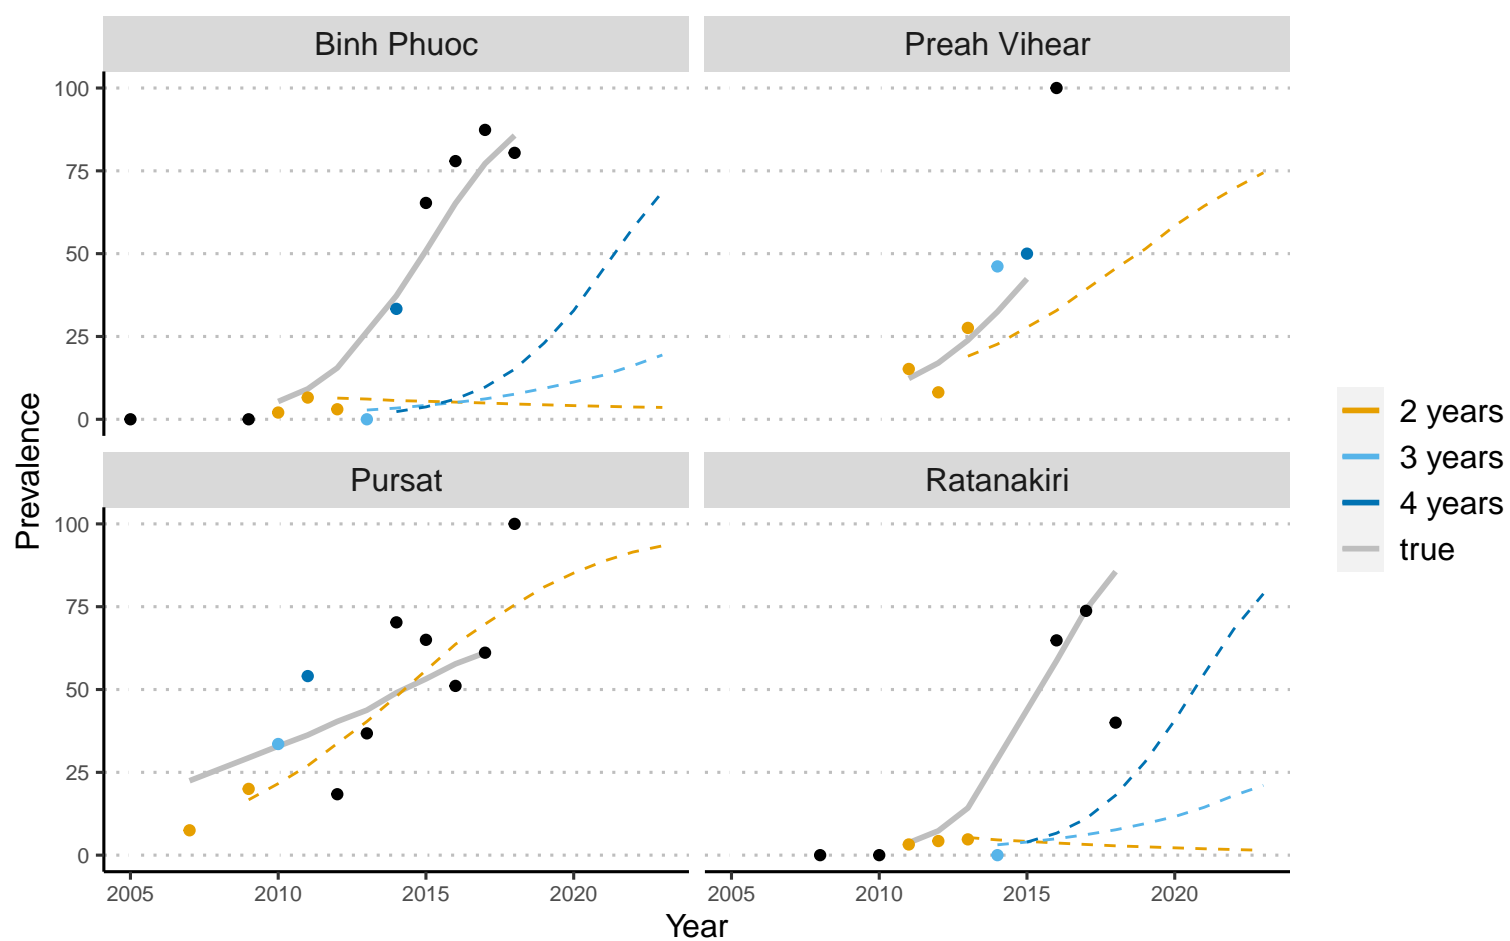 Binh Phuoc
Preah Vihear
100
75
50
25
0
Prevalence
Pursat
Ratanakiri
100
75
50
25
0
2005 2010 2015 2020
2005 2010 2015 2020
Year
2 years
3 years
4 years
true